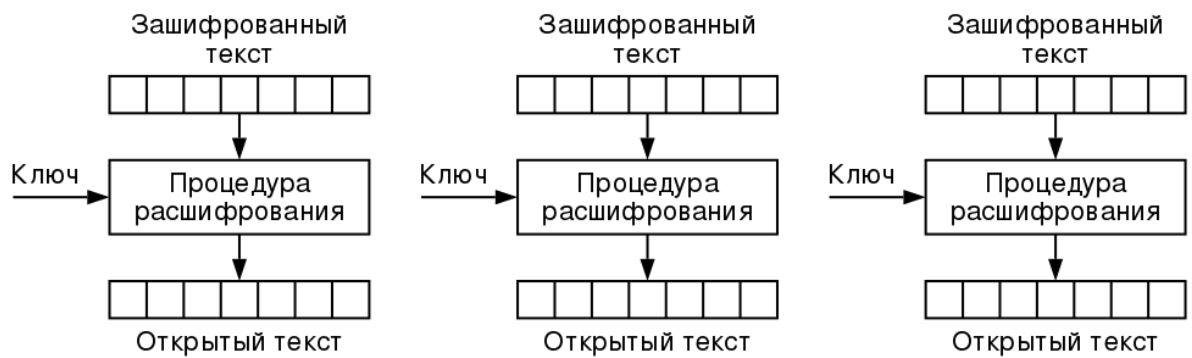 Зашифрованный
текст
Ключ
Процедура
расшифрования
Открытый текст
Зашифрованный
текст
Ключ
Процедура
расшифрования
Открытый текст
Зашифрованный
текст
Ключ
Процедура
расшифрования
Открытый текст